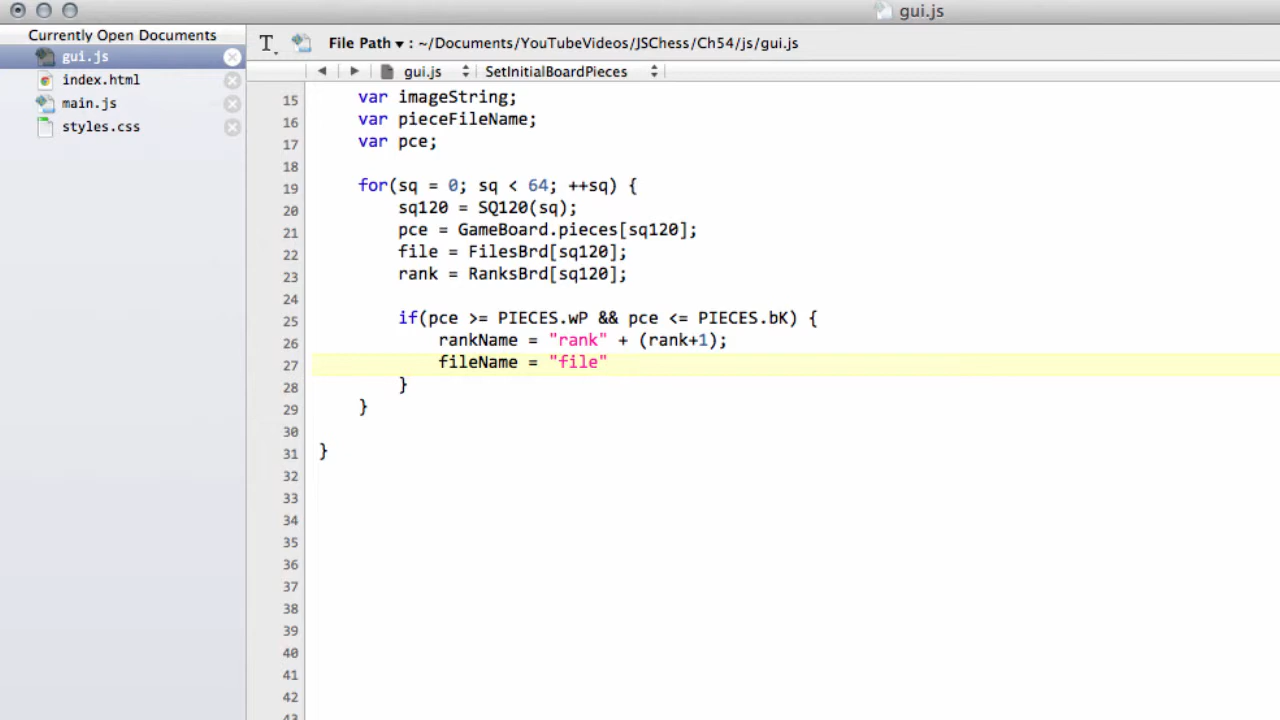 gui.js
Currently Open Documents
gui.js
index.html
main.js
styles.css
T File Path ▾ : ~/Documents/YouTubeVideos/JSChess/Ch54/js/gui.js
gui.js SetInitialBoardPieces
15 var imageString;
16 var pieceFileName;
17 var pce;
18
19 for(sq = 0; sq < 64; ++sq) {
20 sq120 = SQ120(sq);
21 pce = GameBoard.pieces[sq120];
22 file = FilesBrd[sq120];
23 rank = RanksBrd[sq120];
24
25 if(pce >= PIECES.wP && pce <= PIECES.bK) {
26 rankName = "rank" + (rank+1);
27 fileName = "file"
28 }
29 }
30
31 }
32
33
34
35
36
37
38
39
40
41
42
43